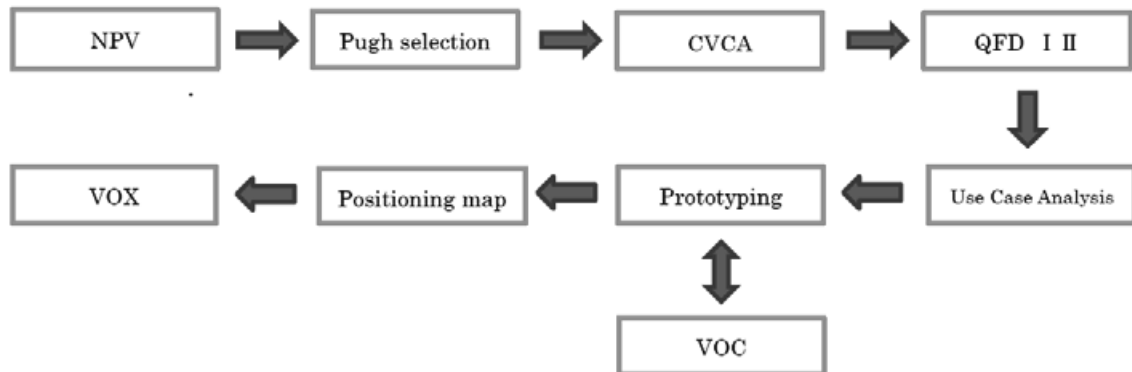 NPV
Pugh selection
CVCA
QFD Ⅰ Ⅱ
VOX
Positioning map
Prototyping
Use Case Analysis
VOC